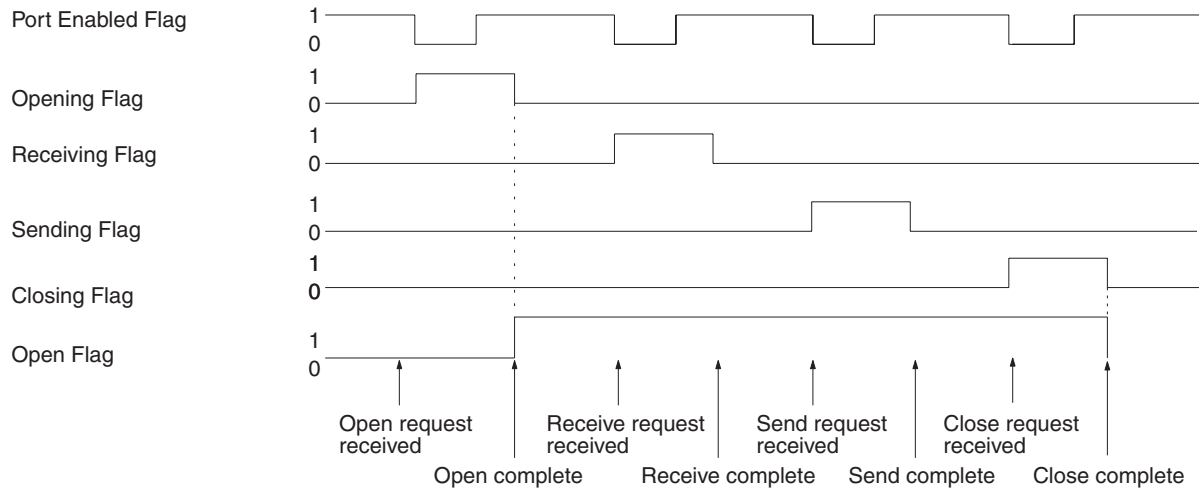 Port Enabled Flag
1
0
Opening Flag
1
0
Receiving Flag
1
0
Sending Flag
1
0
Closing Flag
1
0
Open Flag
1
0
Open request
received
Receive request
received
Send request
received
Close request
received
Open complete
Receive complete
Send complete
Close complete